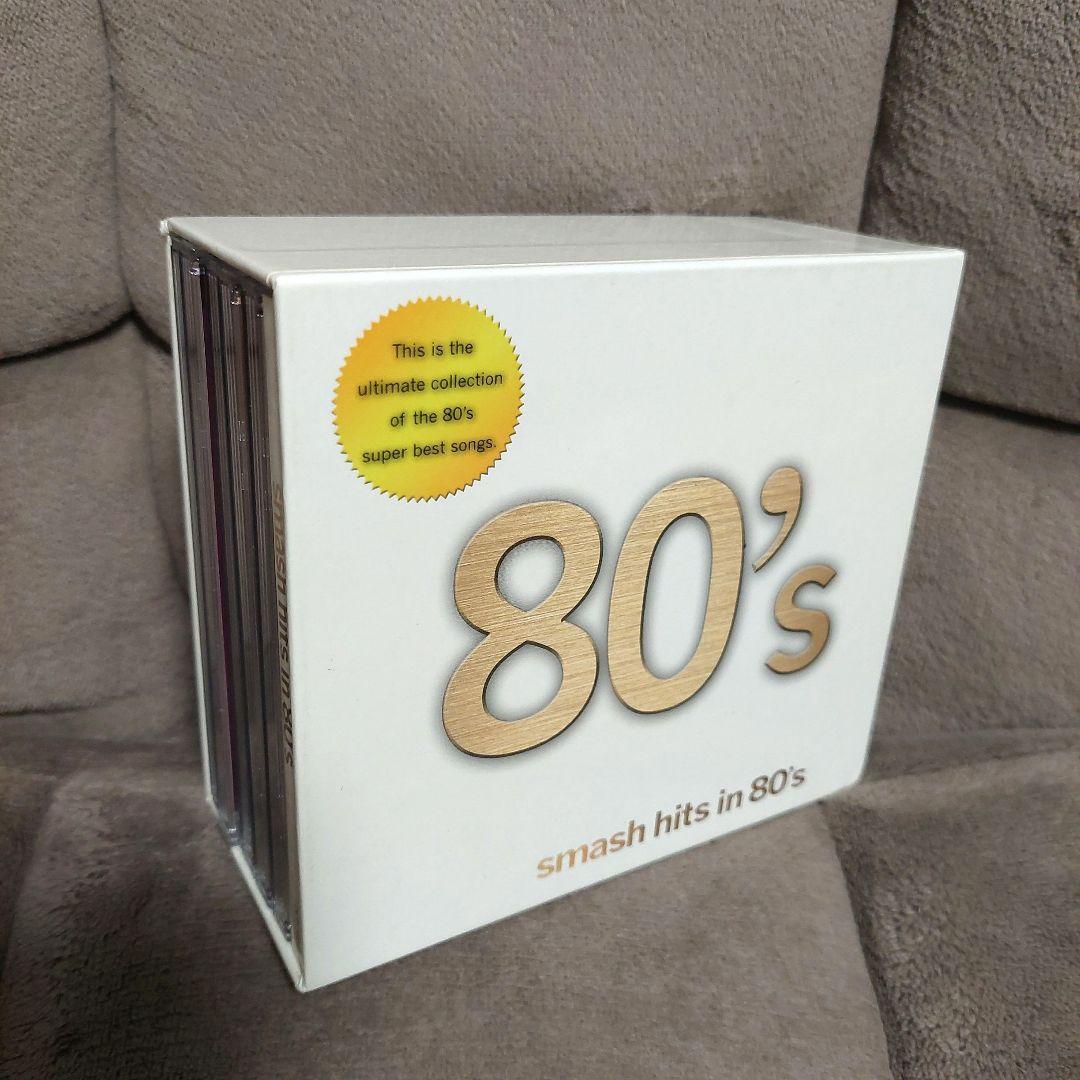 This is the
ultimate collection
of the 80's
super best songs.
80's
smash hits in 80's
smash hits in 80's